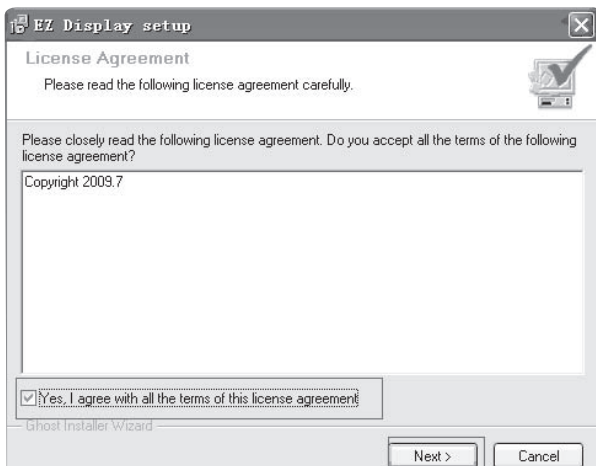 EZ Display setup
License Agreement
Please read the following license agreement carefully.
Please closely read the following license agreement. Do you accept all the terms of the following
license agreement?
Copyright 2009.7
Yes, I agree with all the terms of this license agreement
Ghost Installer Wizard
Next >
Cancel